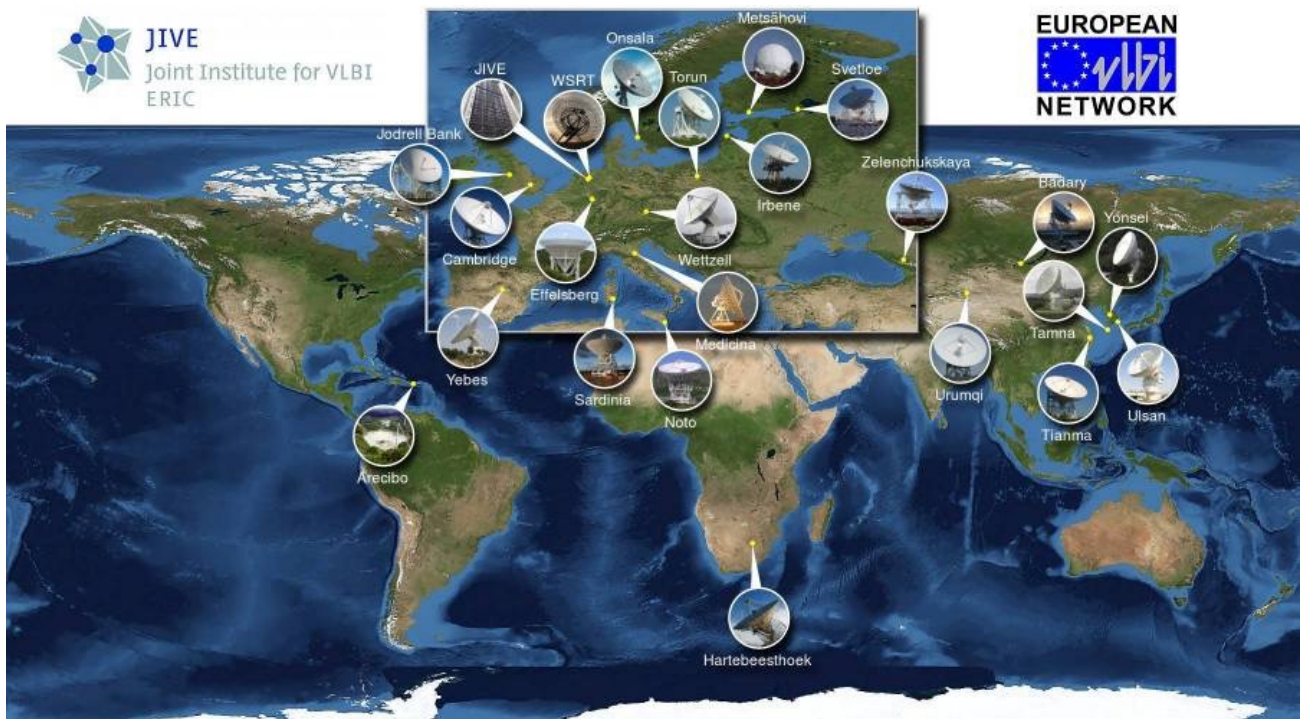 JIVE
Joint Institute for VLBI
ERIC
EUROPEAN
vlbi
NETWORK
Metsähovi
Onsala
JIVE
WSRT
Torun
Svetloe
Jodrell Bank
Zelenchukskaya
Irbene
Badary
Yonsei
Cambridge
Effelsberg
Wettzell
Tamna
Medicina
Yebes
Sardinia
Noto
Urumqi
Tianma
Ulsan
Arecibo
Hartebeesthoek